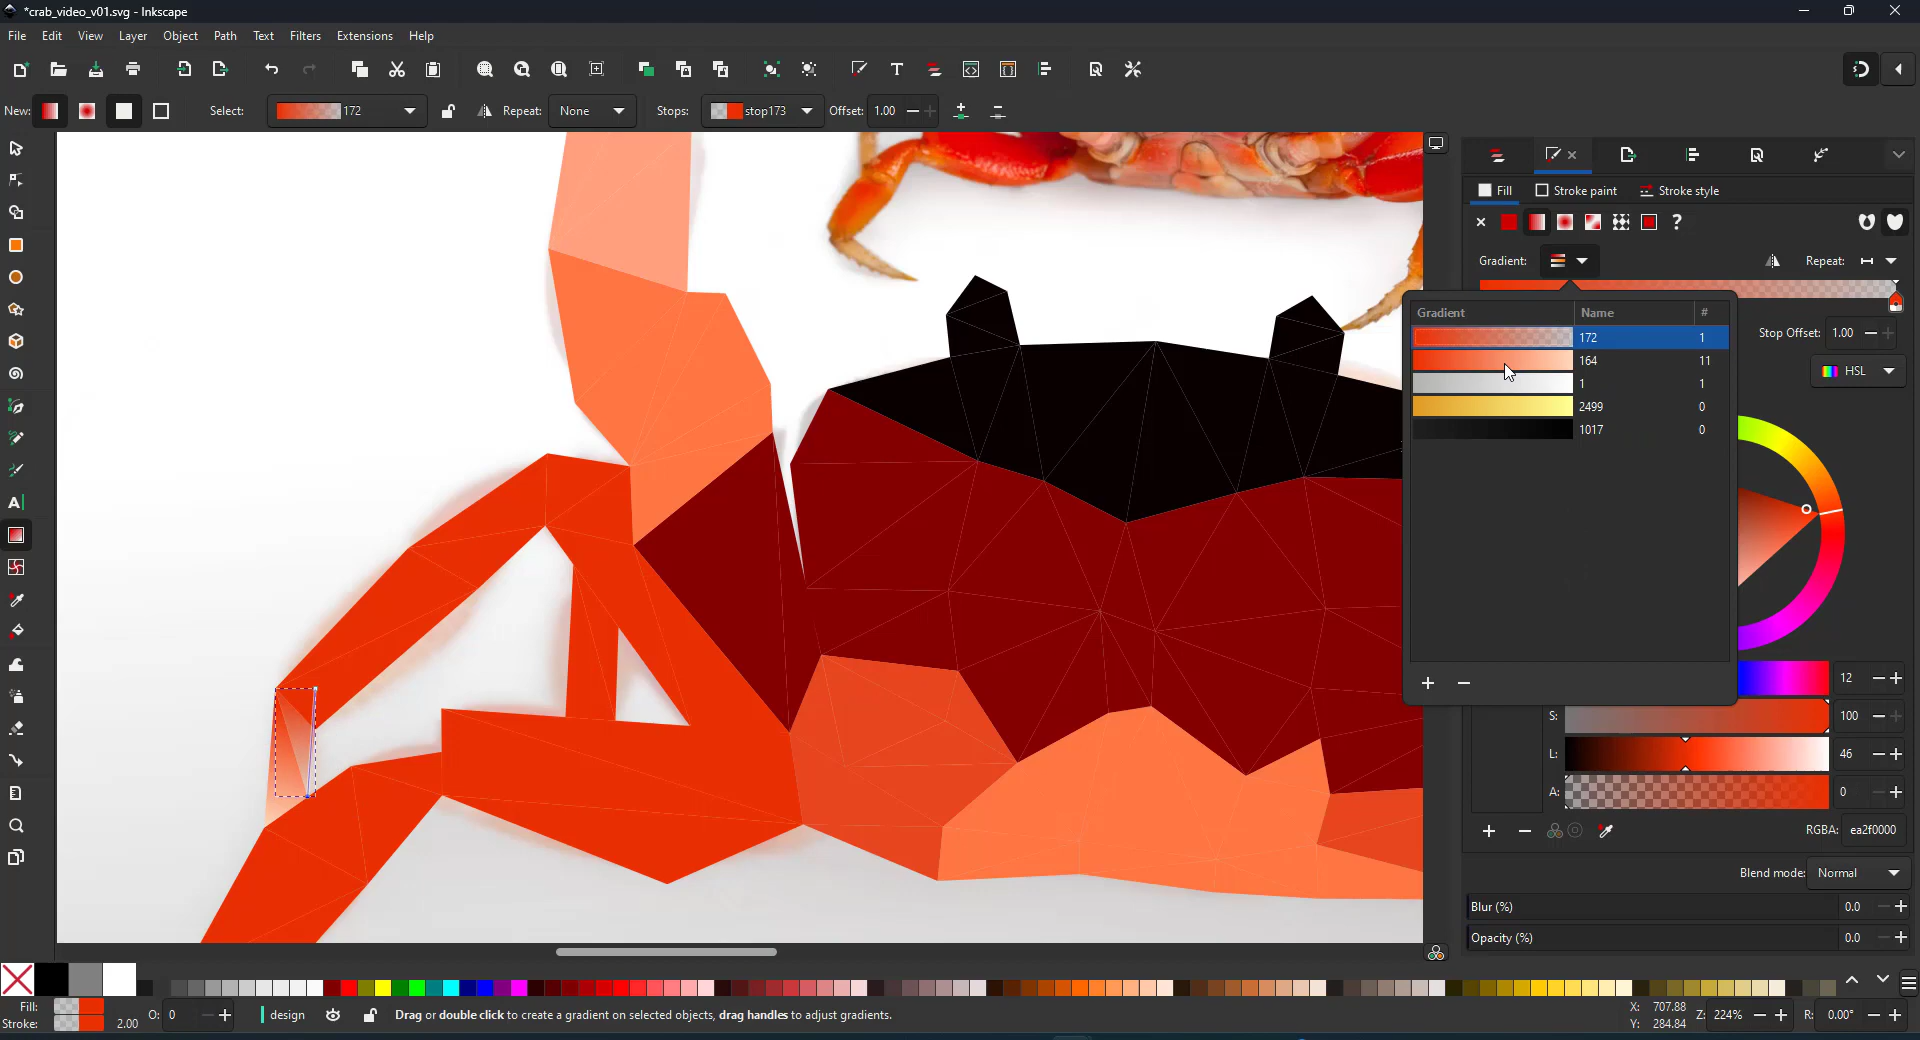 *crab_video_v01.svg - Inkscape
File Edit View Layer Object Path Text Filters Extensions Help
New: Select: 172 Repeat: None Stops: stop173 Offset: 1.00
Fill Stroke paint Stroke style
Gradient: Repeat:
Gradient Name #
172 1
164 11
1 1
2499 0
1017 0
Stop Offset: 1.00
HSL
12
S: 100
L: 46
A: 0
RGBA: ea2f0000
Blend mode: Normal
Blur (%) 0.0
Opacity (%) 0.0
Fill:
Stroke: 2.00 O: 0 design Drag or double click to create a gradient on selected objects, drag handles to adjust gradients.
X: 707.88
Y: 284.84
Z: 224% R: 0.00°